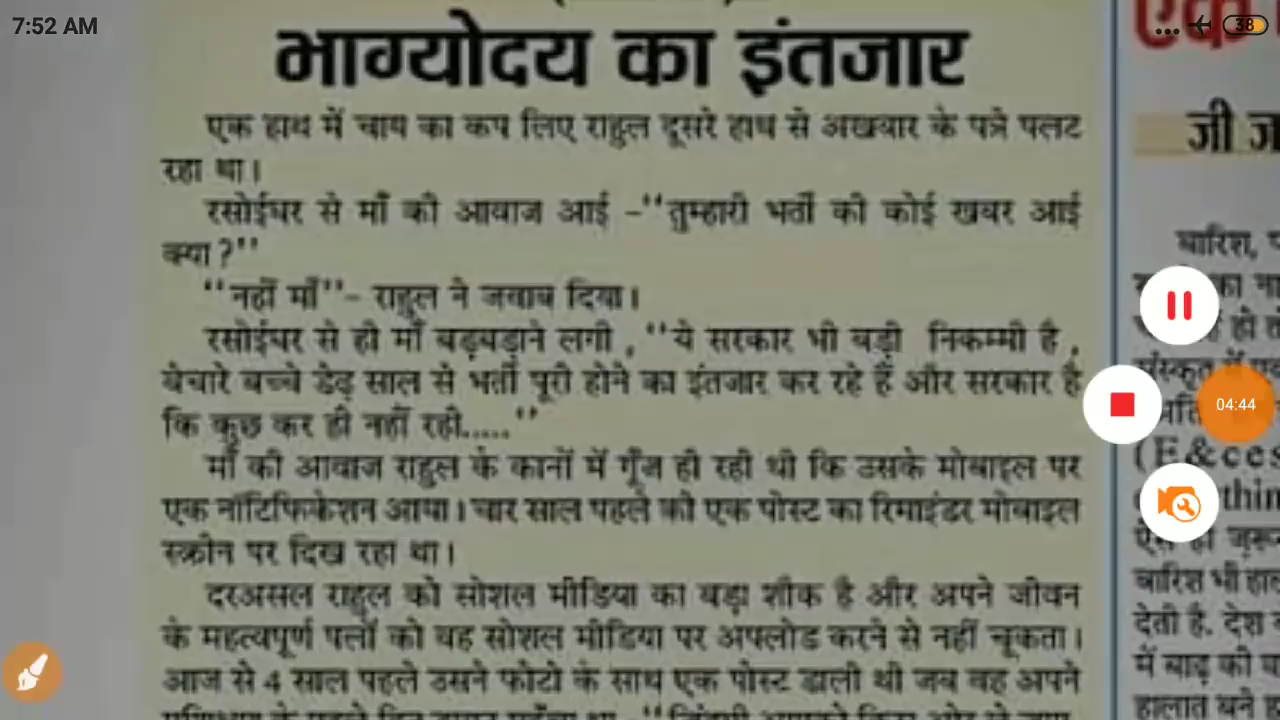 7:52 AM
38
भाग्योदय का इंतजार
एक हाथ में चाय का कप लिए राहुल दूसरे हाथ से अखबार के पन्ने पलट
रहा था।
रसोईघर से माँ की आवाज आई -''तुम्हारी भर्ती की कोई खबर आई
क्या?''
''नहीं माँ''- राहुल ने जवाब दिया।
रसोईघर से ही माँ बड़बड़ाने लगी , ''ये सरकार भी बड़ी निकम्मी है ,
बेचारे बच्चे डेढ़ साल से भर्ती पूरी होने का इंतजार कर रहे हैं और सरकार है
कि कुछ कर ही नहीं रही.....''
माँ की आवाज राहुल के कानों में गूँज ही रही थी कि उसके मोबाइल पर
एक नॉटिफिकेशन आया। चार साल पहले की एक पोस्ट का रिमाइंडर मोबाइल
स्क्रीन पर दिख रहा था।
दरअसल राहुल को सोशल मीडिया का बड़ा शौक है और अपने जीवन
के महत्वपूर्ण पलों को वह सोशल मीडिया पर अपलोड करने से नहीं चूकता।
आज से 4 साल पहले उसने फोटो के साथ एक पोस्ट डाली थी जब वह अपने
एक
जी
बारिश,
का
ही
संस्कृत में
(E&ces
thin
बारिश भी
देती है. देश
में बाढ़ की
हालात बने
04:44